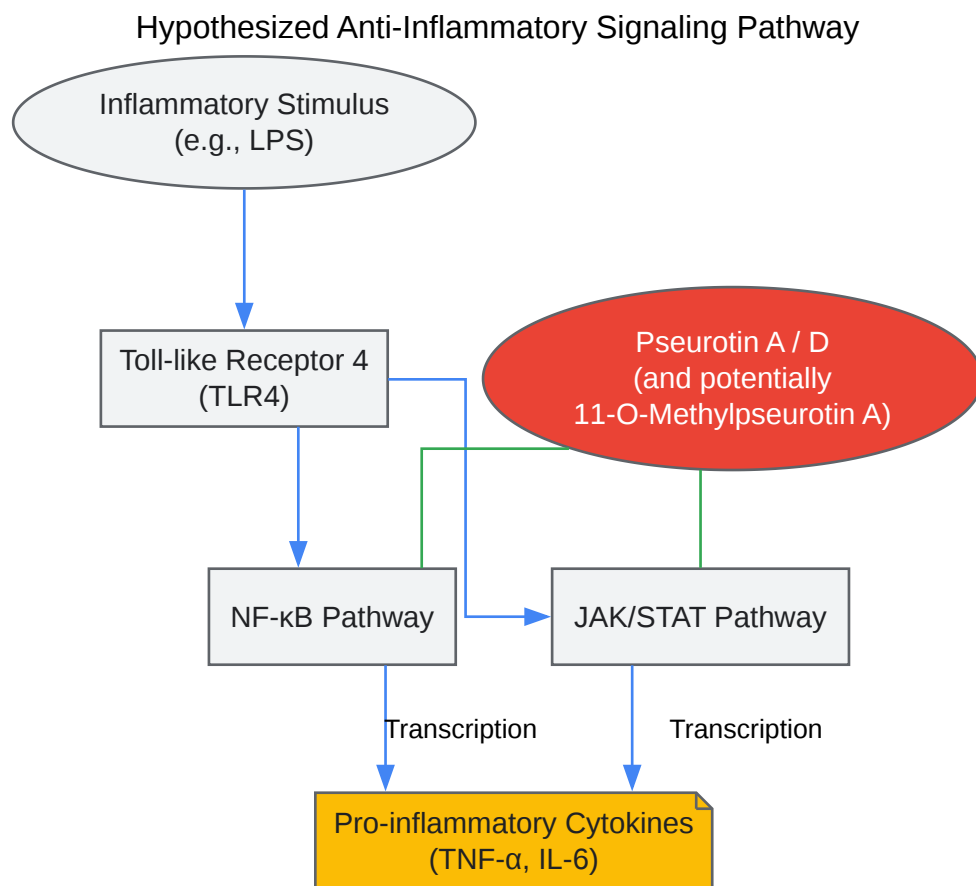 Hypothesized Anti-Inflammatory Signaling Pathway
Inflammatory Stimulus
(e.g., LPS)
Toll-like Receptor 4
(TLR4)
Pseurotin A / D
(and potentially
11-O-Methylpseurotin A)
NF-κB Pathway
JAK/STAT Pathway
Transcription
Transcription
Pro-inflammatory Cytokines
(TNF-α, IL-6)